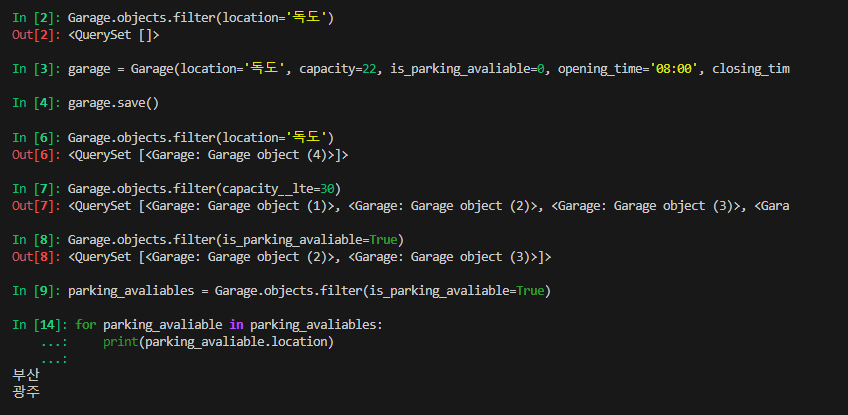 In [2]: Garage.objects.filter(location='독도')
Out[2]: <QuerySet []>
In [3]: garage = Garage(location='독도', capacity=22, is_parking_avaliable=0, opening_time='08:00', closing_tim
In [4]: garage.save()
In [6]: Garage.objects.filter(location='독도')
Out[6]: <QuerySet [<Garage: Garage object (4)>]>
In [7]: Garage.objects.filter(capacity__lte=30)
Out[7]: <QuerySet [<Garage: Garage object (1)>, <Garage: Garage object (2)>, <Garage: Garage object (3)>, <Gara
In [8]: Garage.objects.filter(is_parking_avaliable=True)
Out[8]: <QuerySet [<Garage: Garage object (2)>, <Garage: Garage object (3)>]>
In [9]: parking_avaliables = Garage.objects.filter(is_parking_avaliable=True)
In [14]: for parking_avaliable in parking_avaliables:
...:     print(parking_avaliable.location)
...:
부산
광주